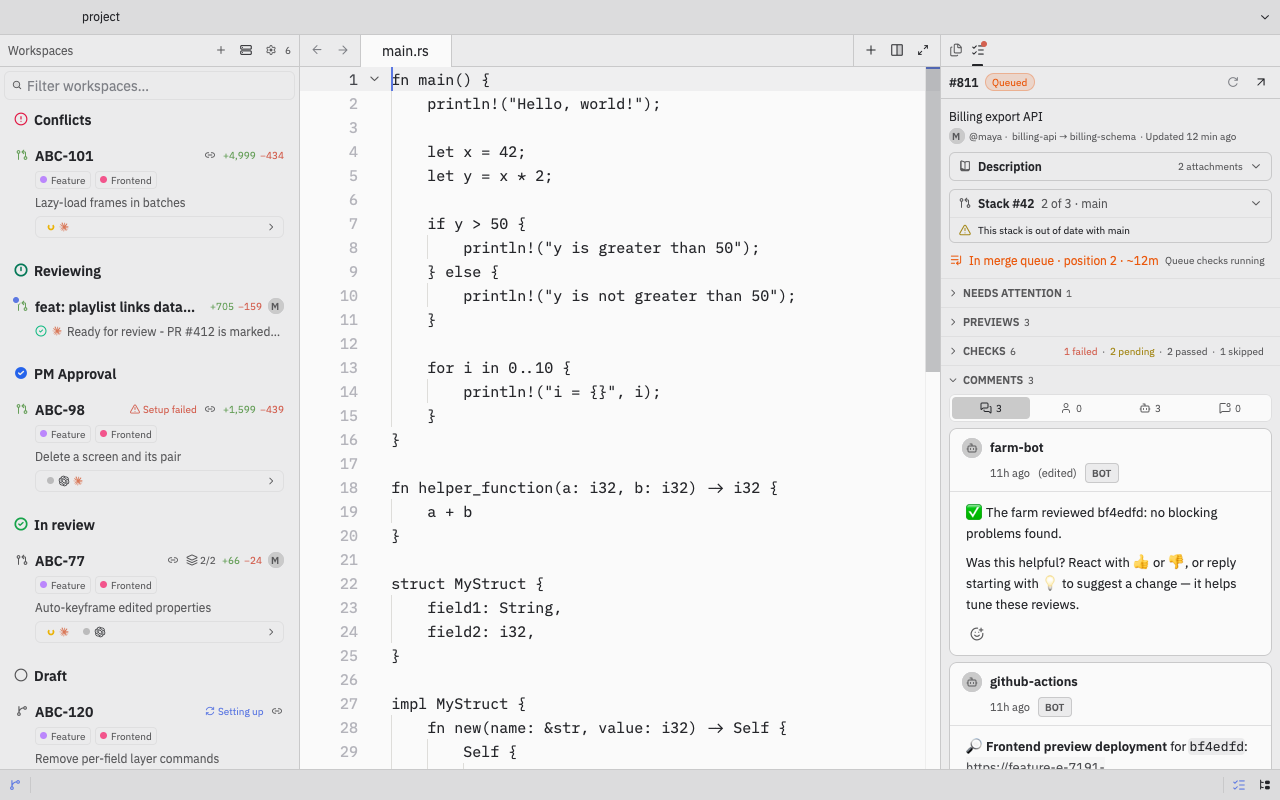 project
Workspaces
6
Filter workspaces...
Conflicts
ABC-101
+4,999 −434
Feature
Frontend
Lazy-load frames in batches
Reviewing
feat: playlist links data...
+705 −159
M
Ready for review - PR #412 is marked...
PM Approval
ABC-98
Setup failed
+1,599 −439
Feature
Frontend
Delete a screen and its pair
In review
ABC-77
2/2
+66 −24
M
Feature
Frontend
Auto-keyframe edited properties
Draft
ABC-120
Setting up
Feature
Frontend
Remove per-field layer commands
main.rs
1 fn main() {
2 println!("Hello, world!");
3
4 let x = 42;
5 let y = x * 2;
6
7 if y > 50 {
8 println!("y is greater than 50");
9 } else {
10 println!("y is not greater than 50");
11 }
12
13 for i in 0..10 {
14 println!("i = {}", i);
15 }
16 }
17
18 fn helper_function(a: i32, b: i32) -> i32 {
19 a + b
20 }
21
22 struct MyStruct {
23 field1: String,
24 field2: i32,
25 }
26
27 impl MyStruct {
28 fn new(name: &str, value: i32) -> Self {
29 Self {
#811
Queued
Billing export API
M @maya · billing-api → billing-schema · Updated 12 min ago
Description
2 attachments
Stack #42 2 of 3 · main
This stack is out of date with main
In merge queue · position 2 · ~12m
Queue checks running
NEEDS ATTENTION 1
PREVIEWS 3
CHECKS 6
1 failed · 2 pending · 2 passed · 1 skipped
COMMENTS 3
3
0
3
0
farm-bot
11h ago (edited) BOT
✅ The farm reviewed bf4edfd: no blocking
problems found.
Was this helpful? React with 👍 or 👎, or reply
starting with 💡 to suggest a change — it helps
tune these reviews.
github-actions
11h ago BOT
🔎 Frontend preview deployment for bf4edfd:
https://feature-e-7191-